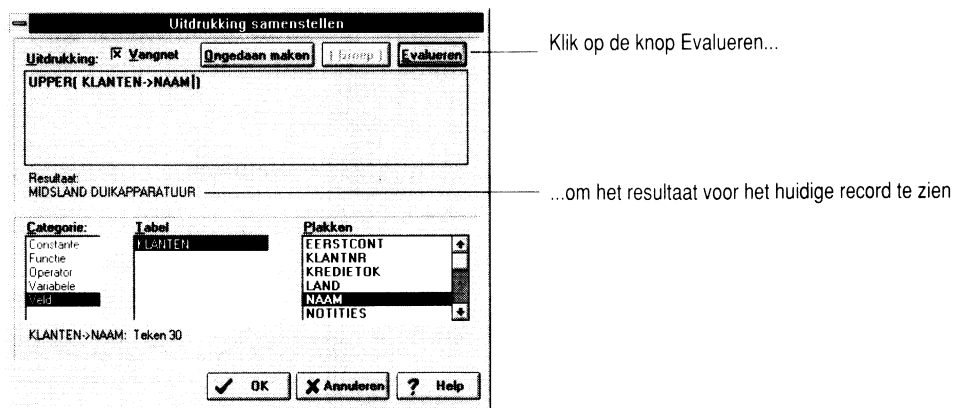 Uitdrukking samenstellen
Uitdrukking: Vangnet Ongedaan maken Evalueren
Klik op de knop Evalueren...
UPPER( KLANTEN->NAAM )
Resultaat:
MIDSLAND DUIKAPPARATUUR
...om het resultaat voor het huidige record te zien
Categorie: Tabel Plakken
Constante KLANTEN EERSTCONT
Functie KLANTNR
Operator KREDIETOK
Variabele LAND
Veld NAAM
NOTITIES
KLANTEN->NAAM: Teken 30
OK Annuleren ? Help